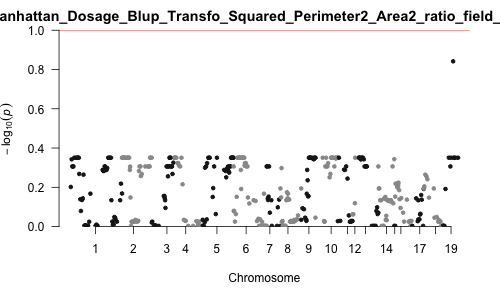 anhattan_Dosage_Blup_Transfo_Squared_Perimeter2_Area2_ratio_field_
1.0
0.8
0.6
0.4
0.2
0.0
− log10(p)
1 2 3 4 5 6 7 8 9 10 12 14 17 19
Chromosome